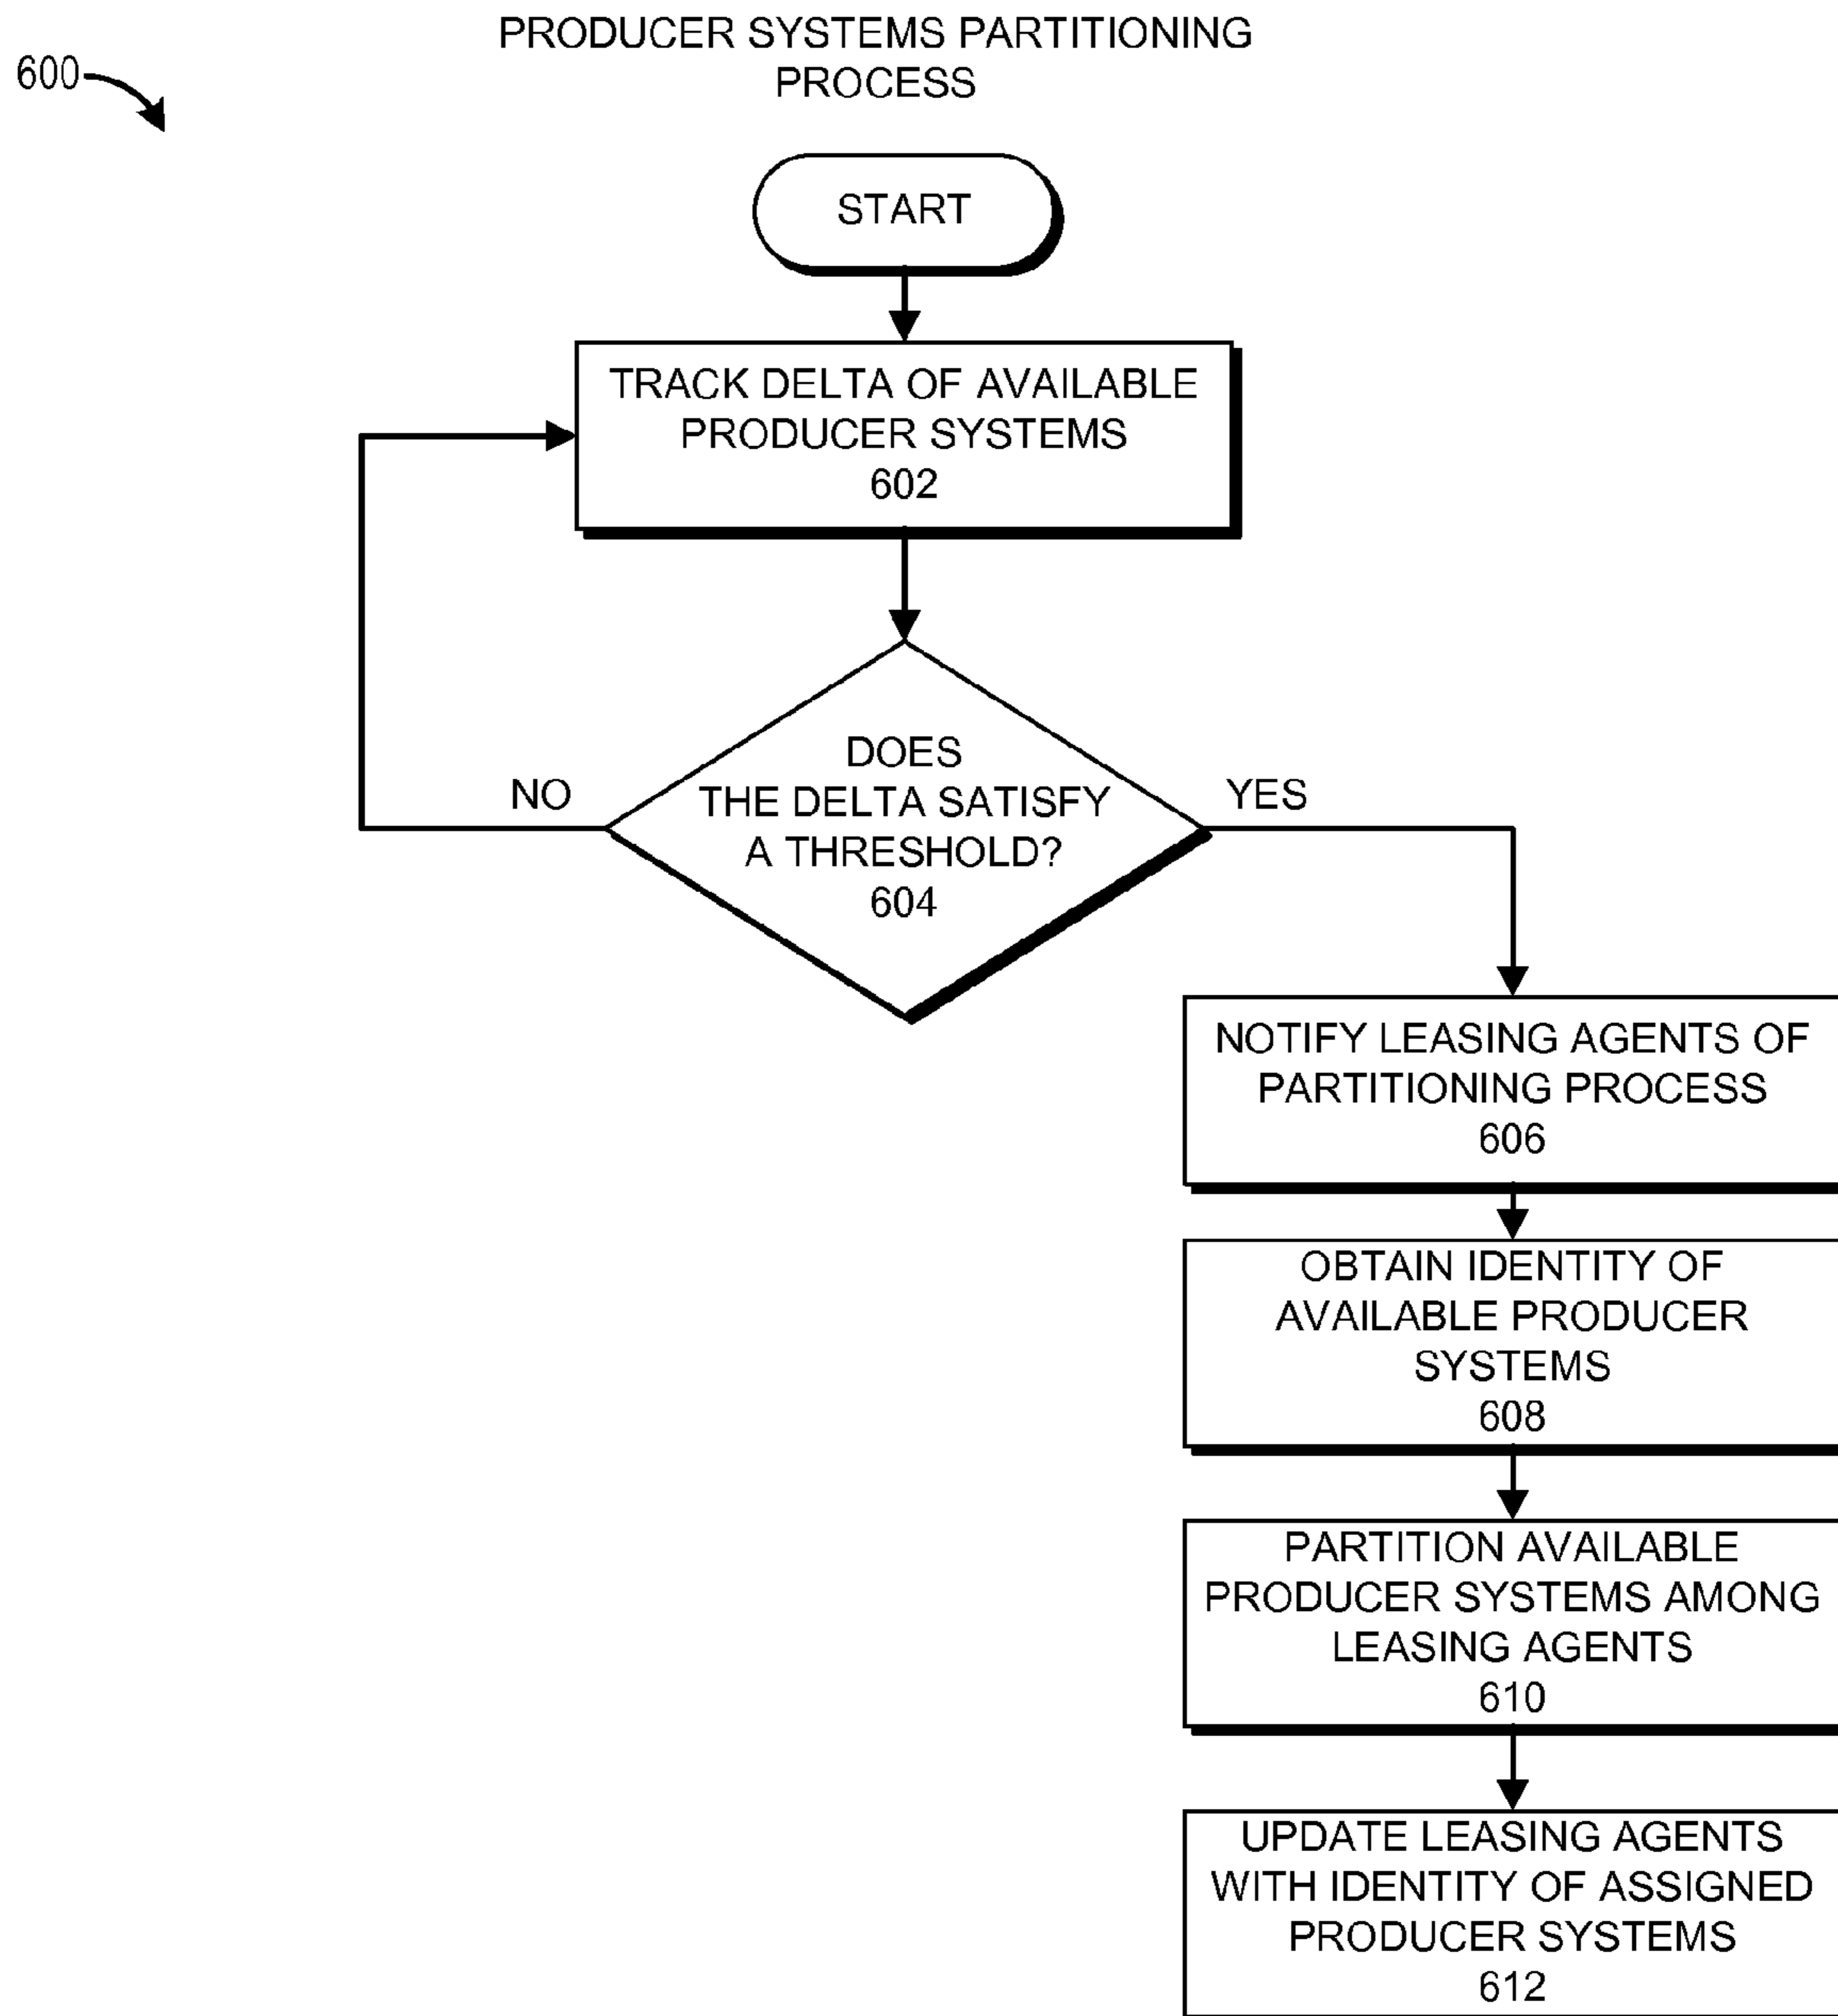 PRODUCER SYSTEMS PARTITIONING
PROCESS
600
START
TRACK DELTA OF AVAILABLE
PRODUCER SYSTEMS
602
DOES
THE DELTA SATISFY
A THRESHOLD?
604
NO
YES
NOTIFY LEASING AGENTS OF
PARTITIONING PROCESS
606
OBTAIN IDENTITY OF
AVAILABLE PRODUCER
SYSTEMS
608
PARTITION AVAILABLE
PRODUCER SYSTEMS AMONG
LEASING AGENTS
610
UPDATE LEASING AGENTS
WITH IDENTITY OF ASSIGNED
PRODUCER SYSTEMS
612